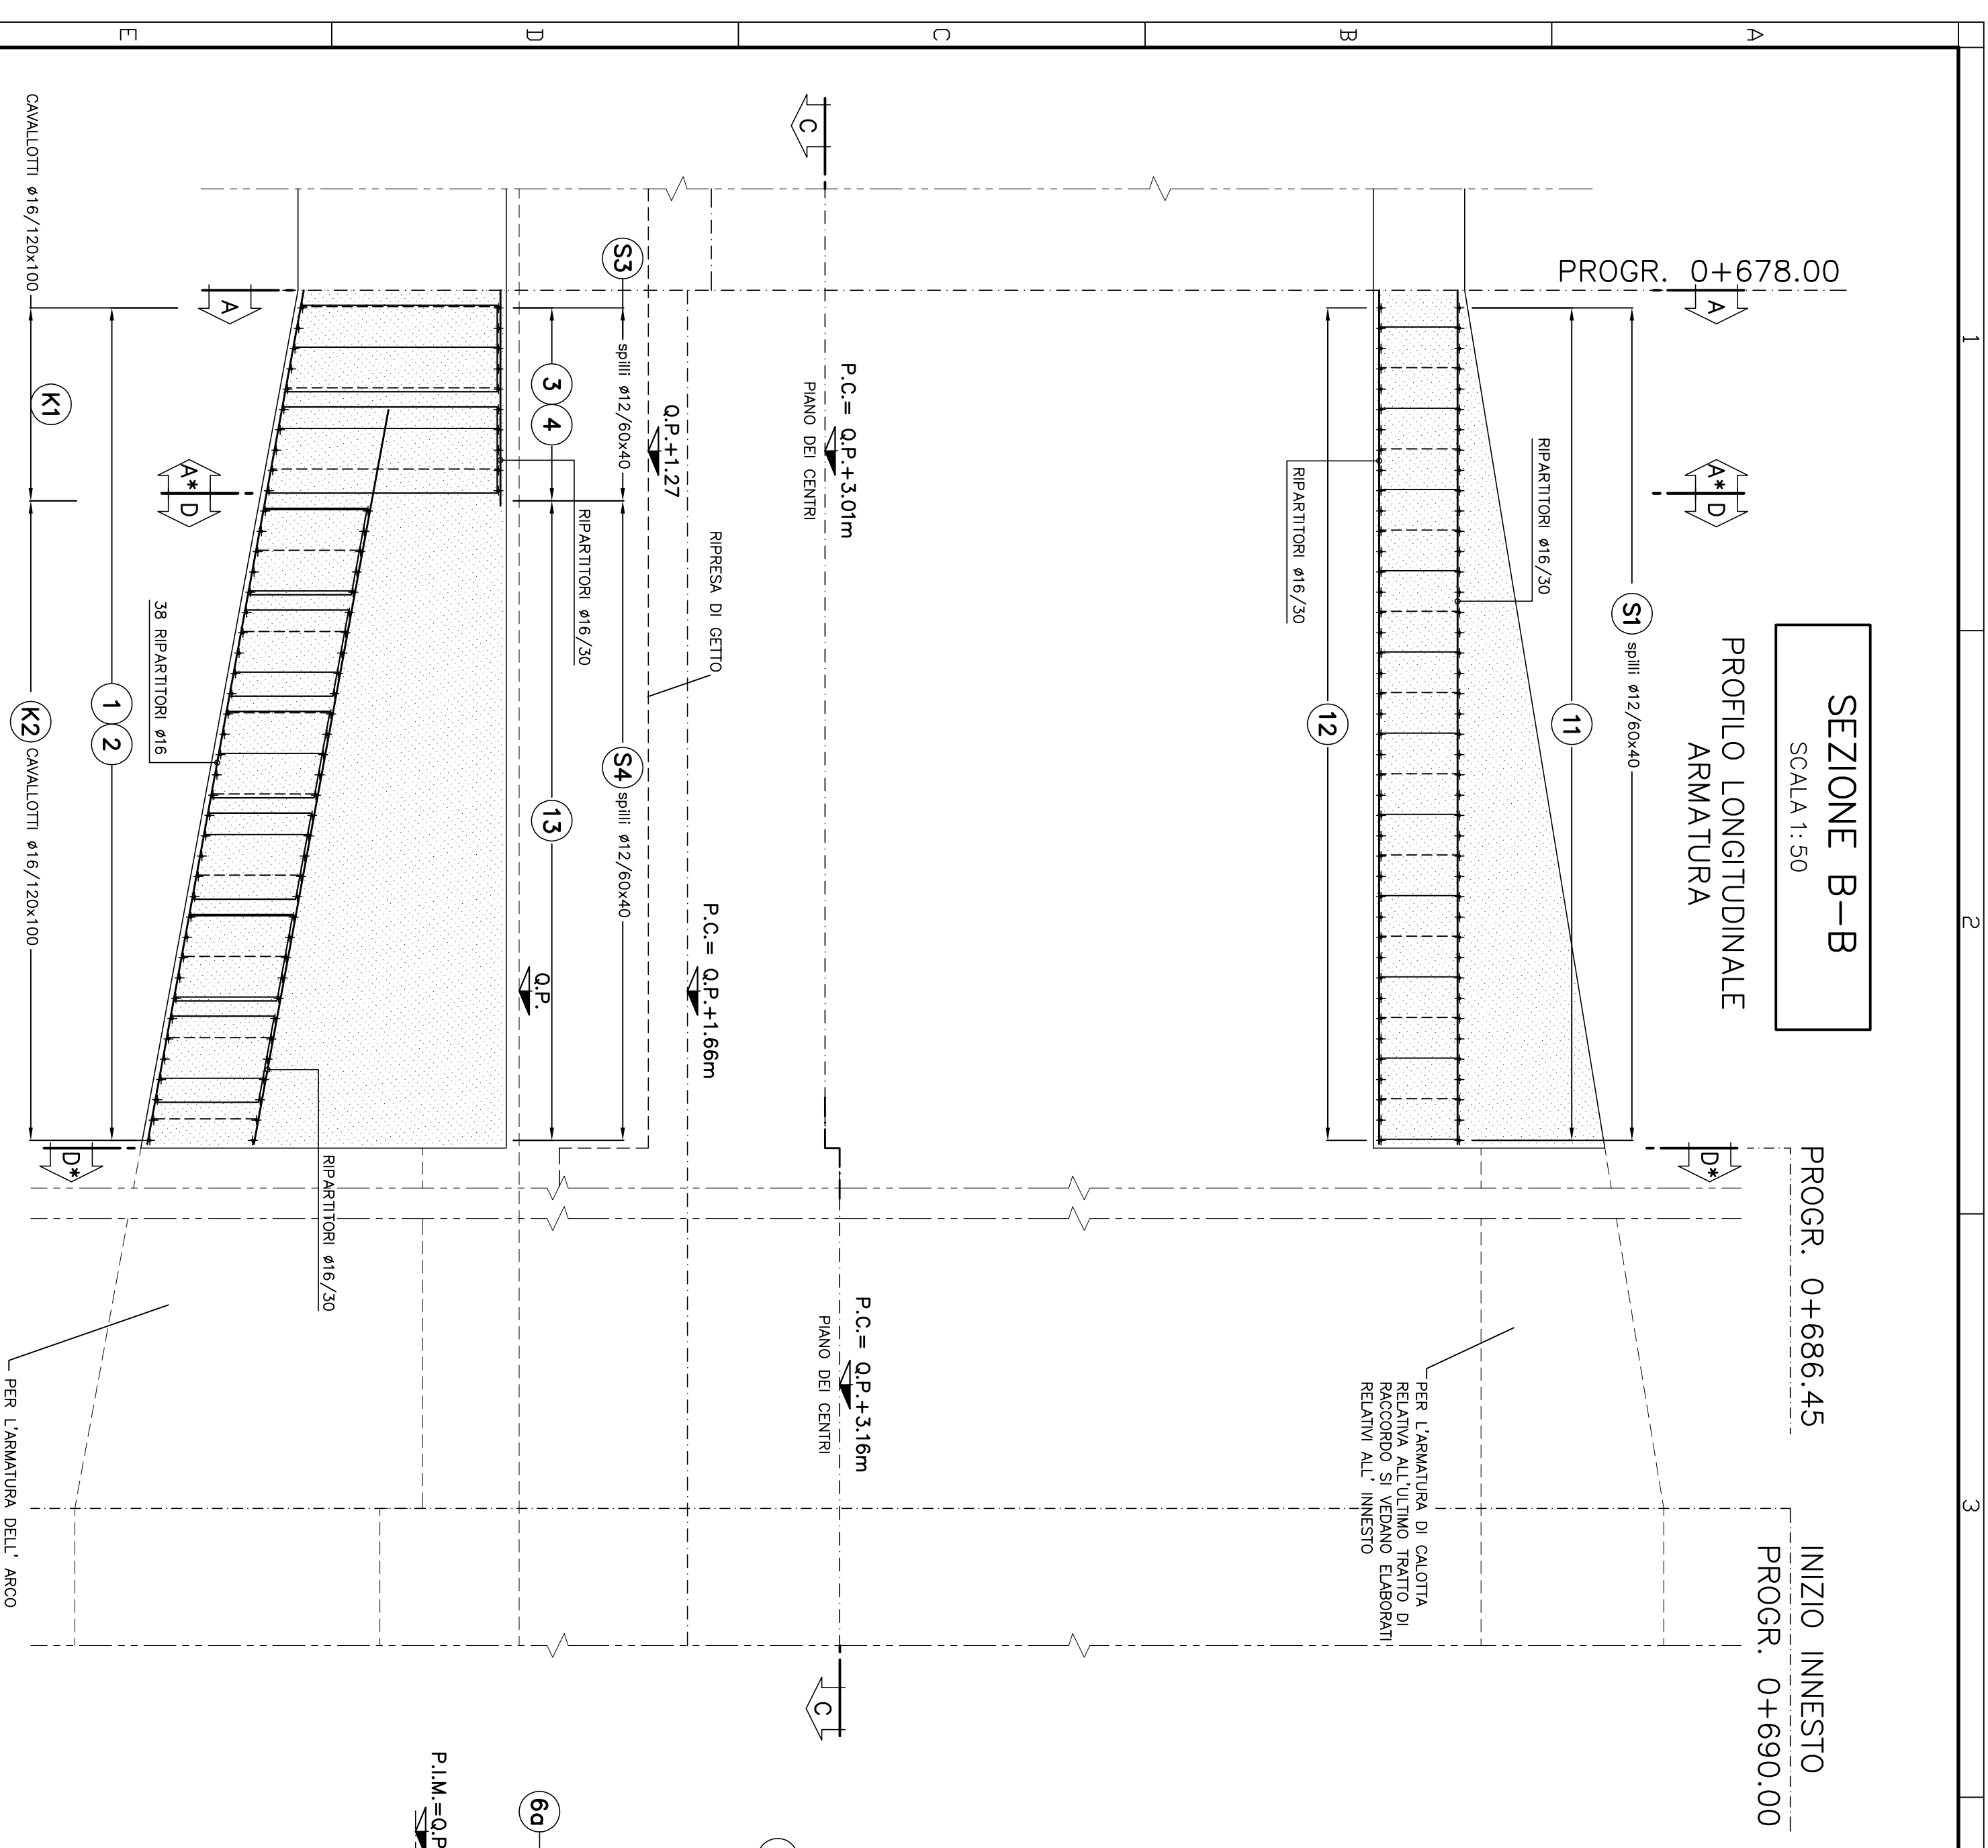 1
2
3
A
B
C
D
E
SEZIONE B-B
SCALA 1:50
PROFILO LONGITUDINALE
ARMATURA
PROGR. 0+678.00
PROGR. 0+686.45
INIZIO INNESTO
PROGR. 0+690.00
A
A*
D
D*
S1 spilli ø12/60x40
11
RIPARTITORI ø16/30
12
RIPARTITORI ø16/30
PER L'ARMATURA DI CALOTTA
RELATIVA ALL'ULTIMO TRATTO DI
RACCORDO SI VEDANO ELABORATI
RELATIVI ALL' INNESTO
C
P.C.= Q.P.+3.01m
PIANO DEI CENTRI
P.C.= Q.P.+3.16m
PIANO DEI CENTRI
C
RIPRESA DI GETTO
P.C.= Q.P.+1.66m
Q.P.+1.27
S3 spilli ø12/60x40
S4 spilli ø12/60x40
3 4
13
Q.P.
RIPARTITORI ø16/30
6a
P.I.M.=Q.P
RIPARTITORI ø16/30
A
A*
D
D*
38 RIPARTITORI ø16
1 2
K1
CAVALLOTTI ø16/120x100
K2 CAVALLOTTI ø16/120x100
PER L'ARMATURA DELL' ARCO